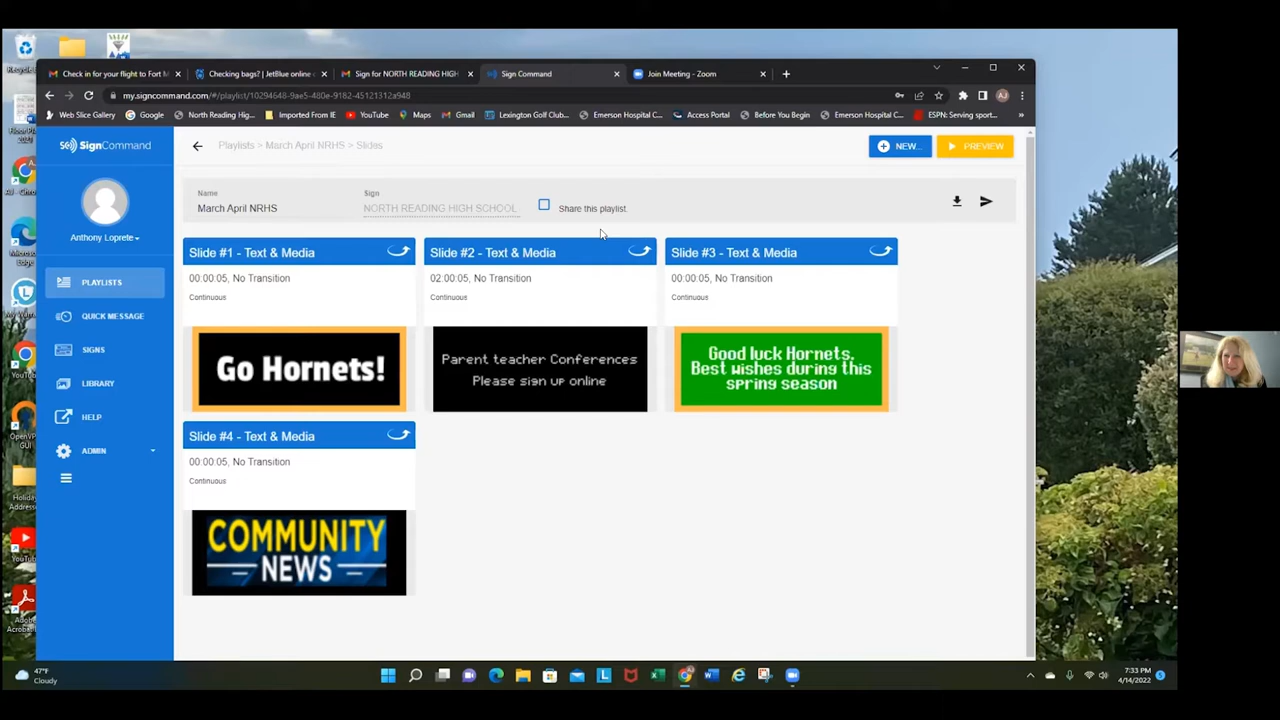 Recycle
Check in for your flight to Fort M
Checking bags? | JetBlue online c
Sign for NORTH READING HIGH
Sign Command
Join Meeting - Zoom
my.signcommand.com/#/playlist/10294648-9ae5-480e-9182-45121312a948
Web Slice Gallery
Google
North Reading Hig...
Imported From IE
YouTube
Maps
Gmail
Lexington Golf Club...
Emerson Hospital C...
Access Portal
Before You Begin
Emerson Hospital C...
ESPN: Serving sport...
SignCommand
Playlists > March April NRHS > Slides
NEW...
PREVIEW
Name
March April NRHS
Sign
NORTH READING HIGH SCHOOL
Share this playlist
Anthony Loprete
PLAYLISTS
QUICK MESSAGE
SIGNS
LIBRARY
HELP
ADMIN
Slide #1 - Text & Media
00:00:05, No Transition
Continuous
Go Hornets!
Slide #2 - Text & Media
02:00:05, No Transition
Continuous
Parent teacher Conferences
Please sign up online
Slide #3 - Text & Media
00:00:05, No Transition
Continuous
Good luck Hornets.
Best wishes during this
spring season
Slide #4 - Text & Media
00:00:05, No Transition
Continuous
COMMUNITY
NEWS
47°F
Cloudy
7:33 PM
4/14/2022